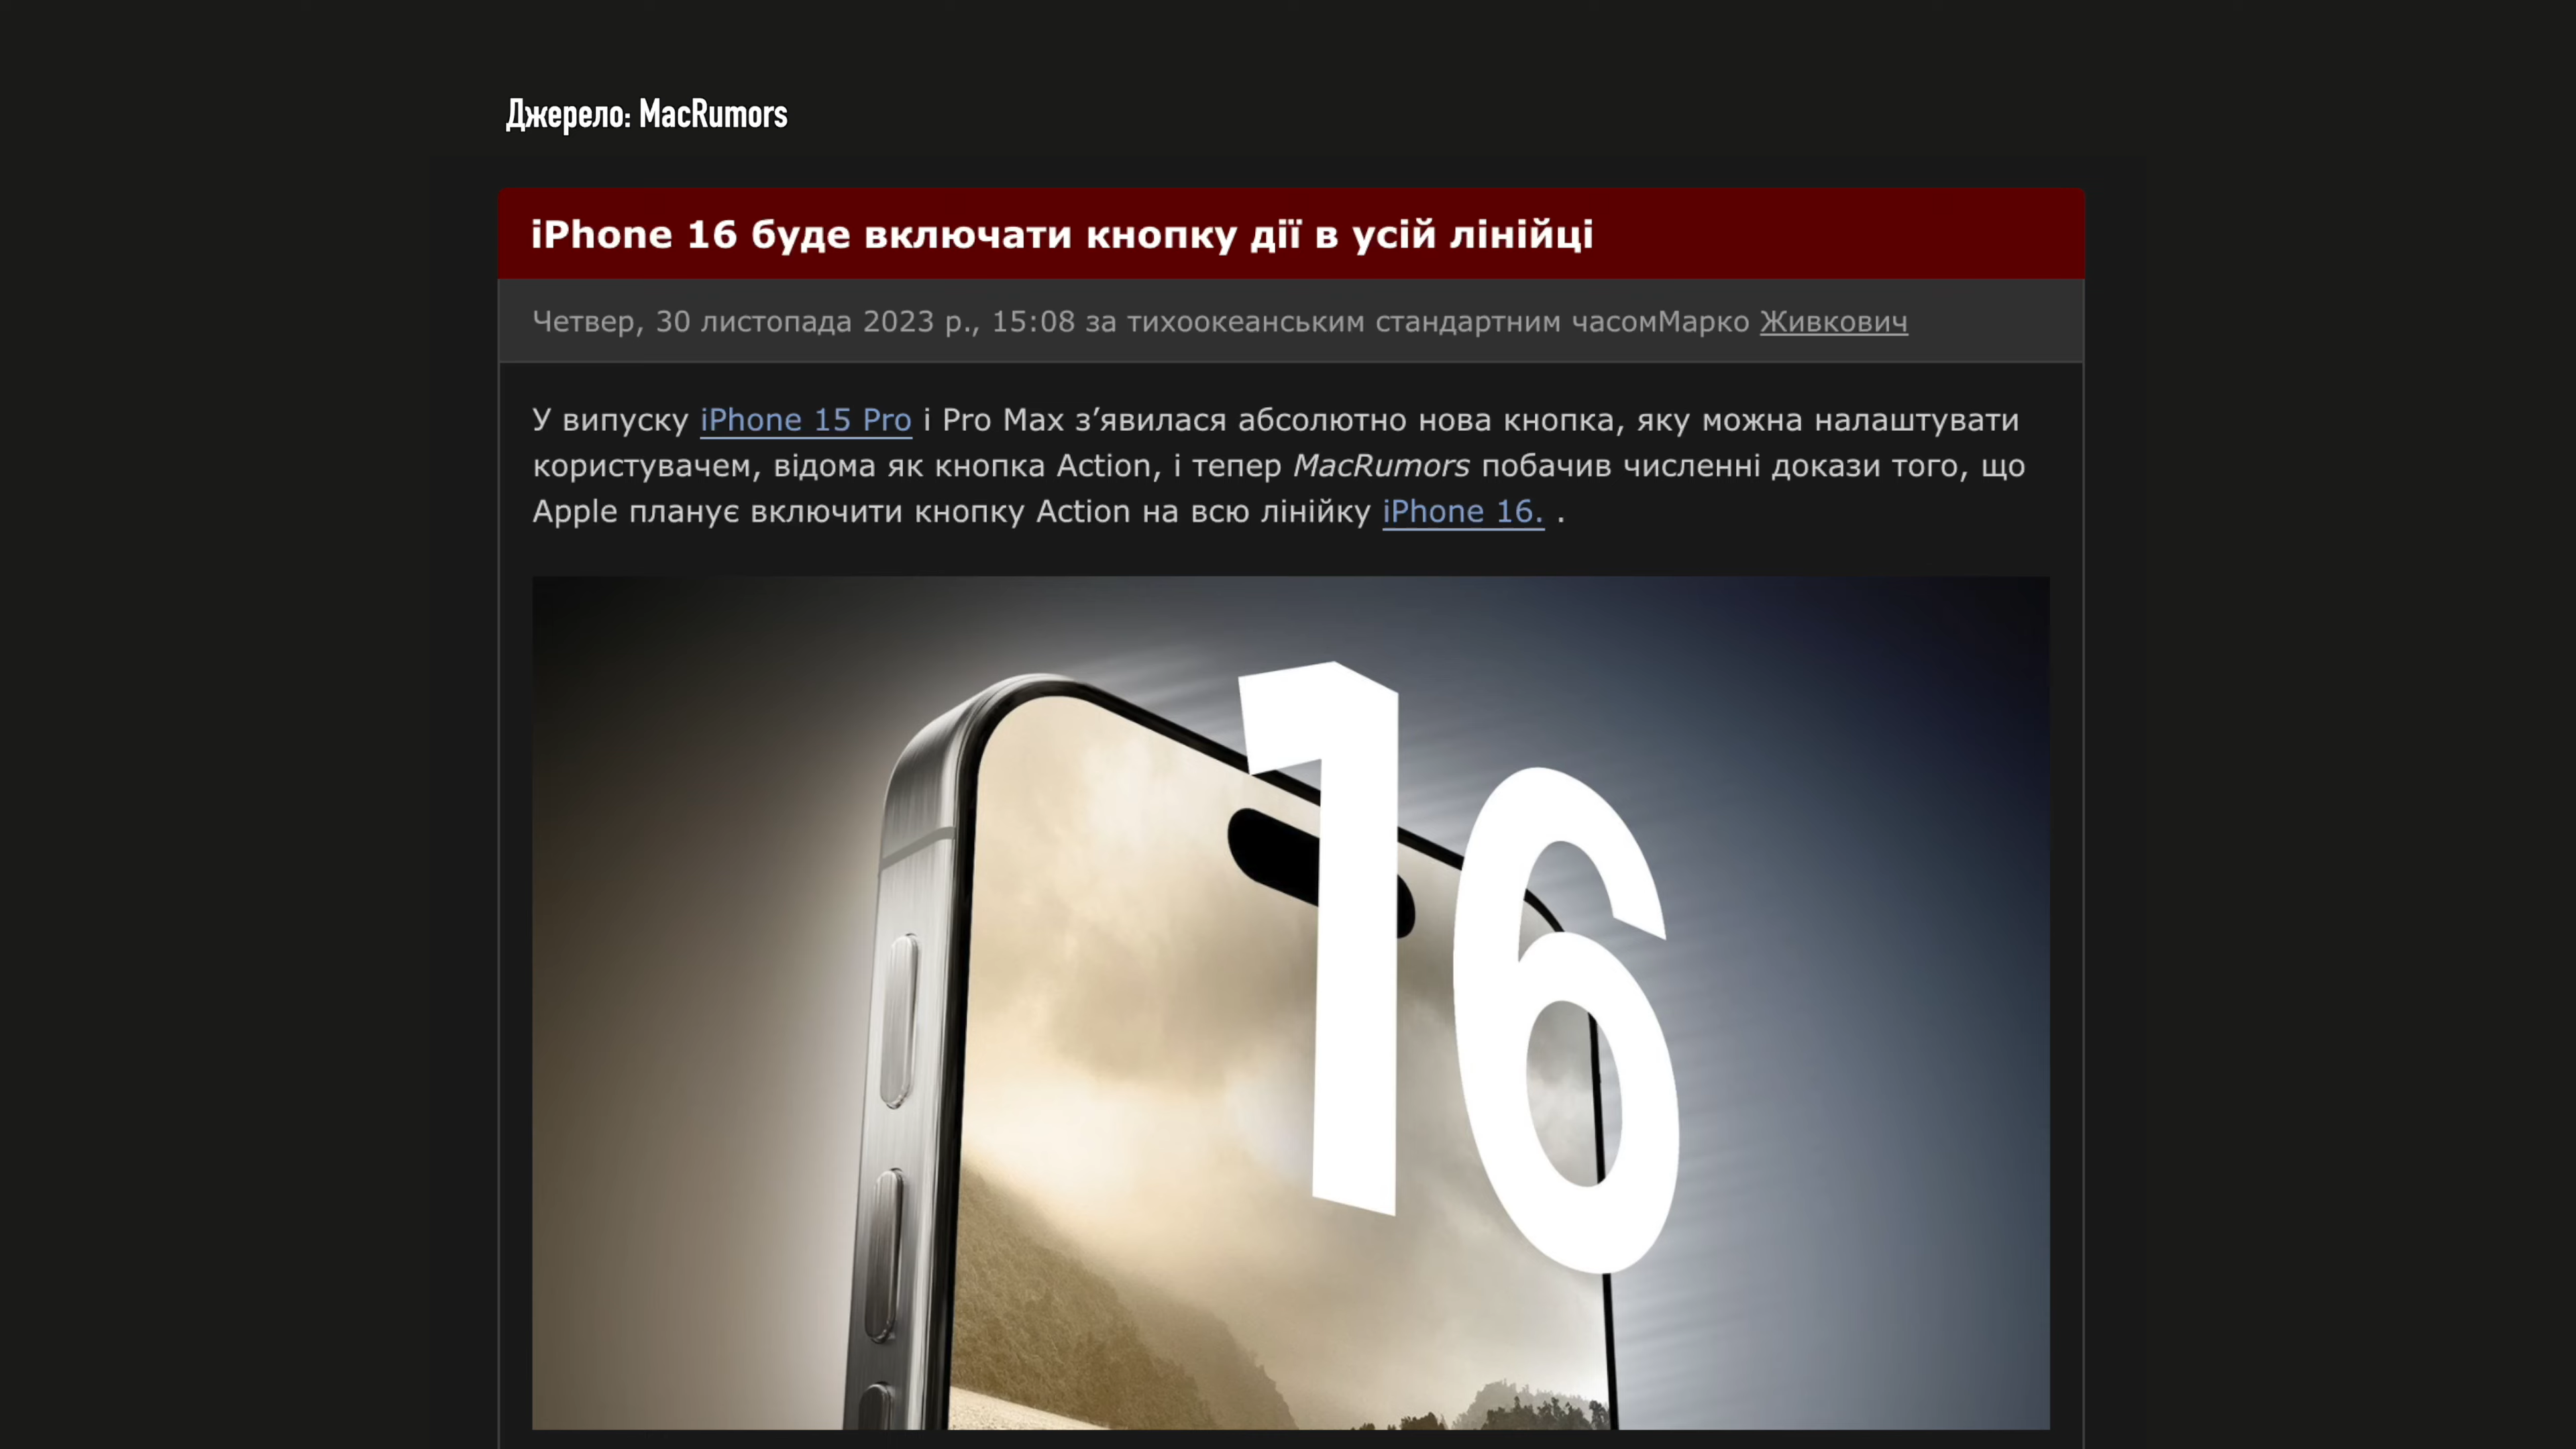 Джерело: MacRumors
iPhone 16 буде включати кнопку дії в усій лінійці
Четвер, 30 листопада 2023 р., 15:08 за тихоокеанським стандартним часомМарко Живкович
У випуску iPhone 15 Pro і Pro Max з’явилася абсолютно нова кнопка, яку можна налаштувати
користувачем, відома як кнопка Action, і тепер MacRumors побачив численні докази того, що
Apple планує включити кнопку Action на всю лінійку iPhone 16. .
16